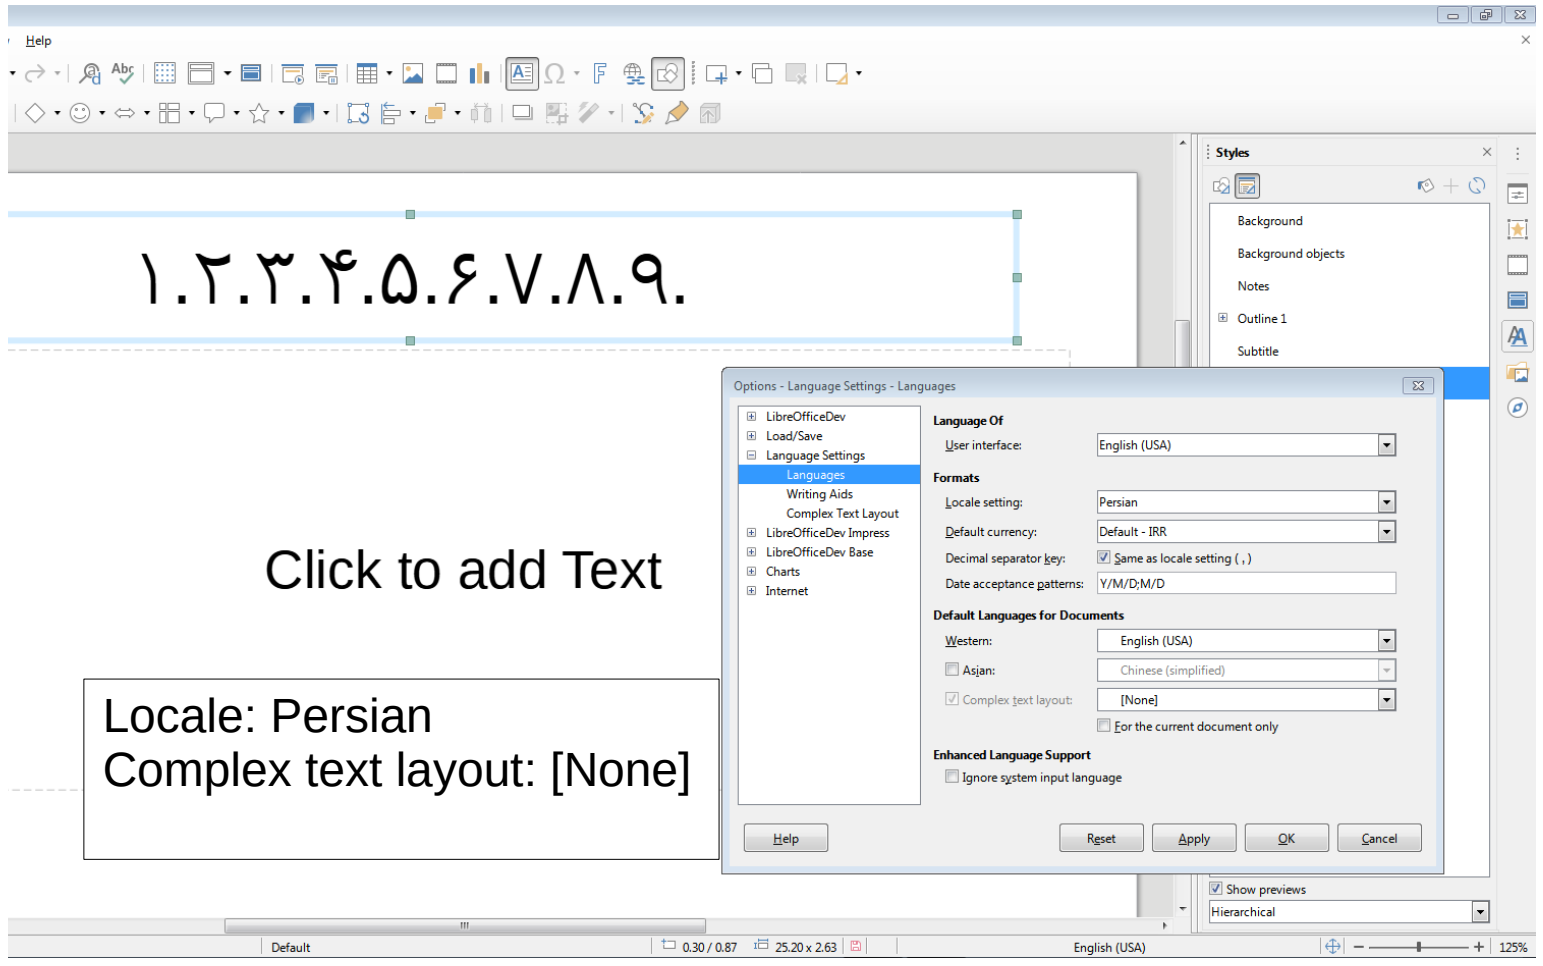 Help
Abc
۱.۲.۳.۴.۵.۶.۷.۸.۹.
Click to add Text
Locale: Persian
Complex text layout: [None]
Styles
Background
Background objects
Notes
Outline 1
Subtitle
Options - Language Settings - Languages
LibreOfficeDev
Load/Save
Language Settings
Languages
Writing Aids
Complex Text Layout
LibreOfficeDev Impress
LibreOfficeDev Base
Charts
Internet
Language Of
User interface: English (USA)
Formats
Locale setting: Persian
Default currency: Default - IRR
Decimal separator key: Same as locale setting ( , )
Date acceptance patterns: Y/M/D;M/D
Default Languages for Documents
Western: English (USA)
Asian: Chinese (simplified)
Complex text layout: [None]
For the current document only
Enhanced Language Support
Ignore system input language
Help Reset Apply OK Cancel
Show previews
Hierarchical
Default 0.30 / 0.87 25.20 x 2.63 English (USA) 125%